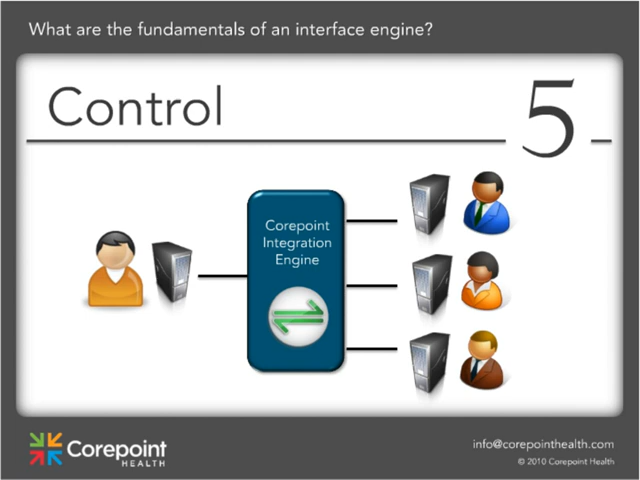 What are the fundamentals of an interface engine?
Control
5
Corepoint
Integration
Engine
Corepoint
HEALTH
info@corepointhealth.com
© 2010 Corepoint Health